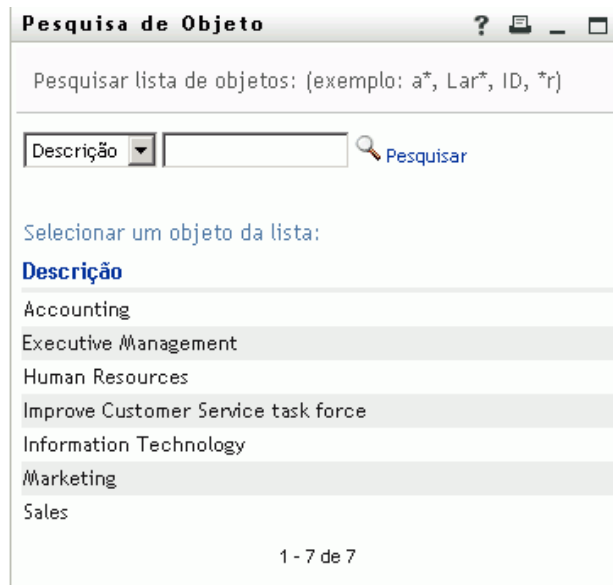 Pesquisa de Objeto ?
Pesquisar lista de objetos: (exemplo: a*, Lar*, ID, *r)
Descrição Pesquisar
Selecionar um objeto da lista:
Descrição
Accounting
Executive Management
Human Resources
Improve Customer Service task force
Information Technology
Marketing
Sales
1 - 7 de 7